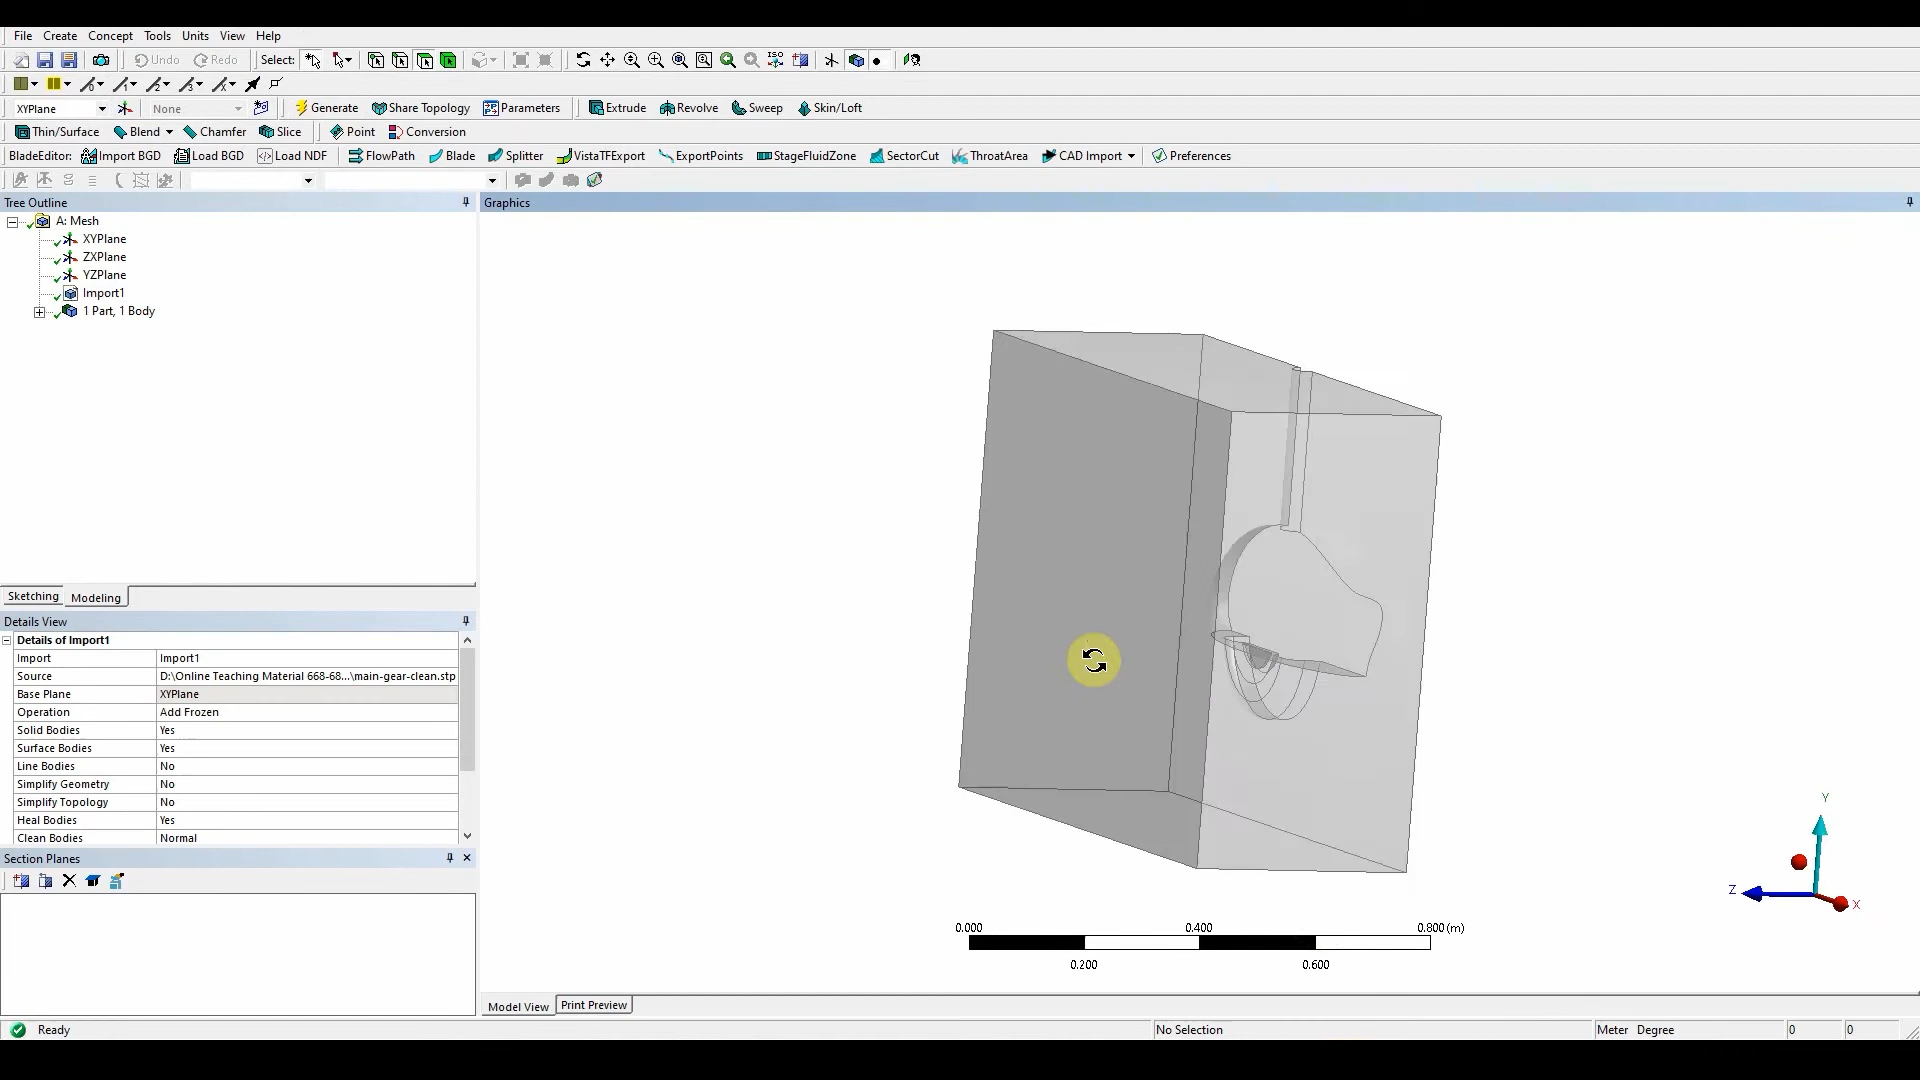 File Create Concept Tools Units View Help
Undo Redo Select: ISO
XYPlane None Generate Share Topology Parameters Extrude Revolve Sweep Skin/Loft
Thin/Surface Blend Chamfer Slice Point Conversion
BladeEditor: Import BGD Load BGD Load NDF FlowPath Blade Splitter VistaTFExport ExportPoints StageFluidZone SectorCut ThroatArea CAD Import Preferences
Tree Outline
A: Mesh
XYPlane
ZXPlane
YZPlane
Import1
1 Part, 1 Body
Sketching Modeling
Details View
Details of Import1
Import Import1
Source D:\Online Teaching Material 668-68...\main-gear-clean.stp
Base Plane XYPlane
Operation Add Frozen
Solid Bodies Yes
Surface Bodies Yes
Line Bodies No
Simplify Geometry No
Simplify Topology No
Heal Bodies Yes
Clean Bodies Normal
Section Planes
Graphics
Y
Z
X
0.000 0.400 0.800 (m)
0.200 0.600
Model View Print Preview
Ready No Selection Meter Degree 0 0